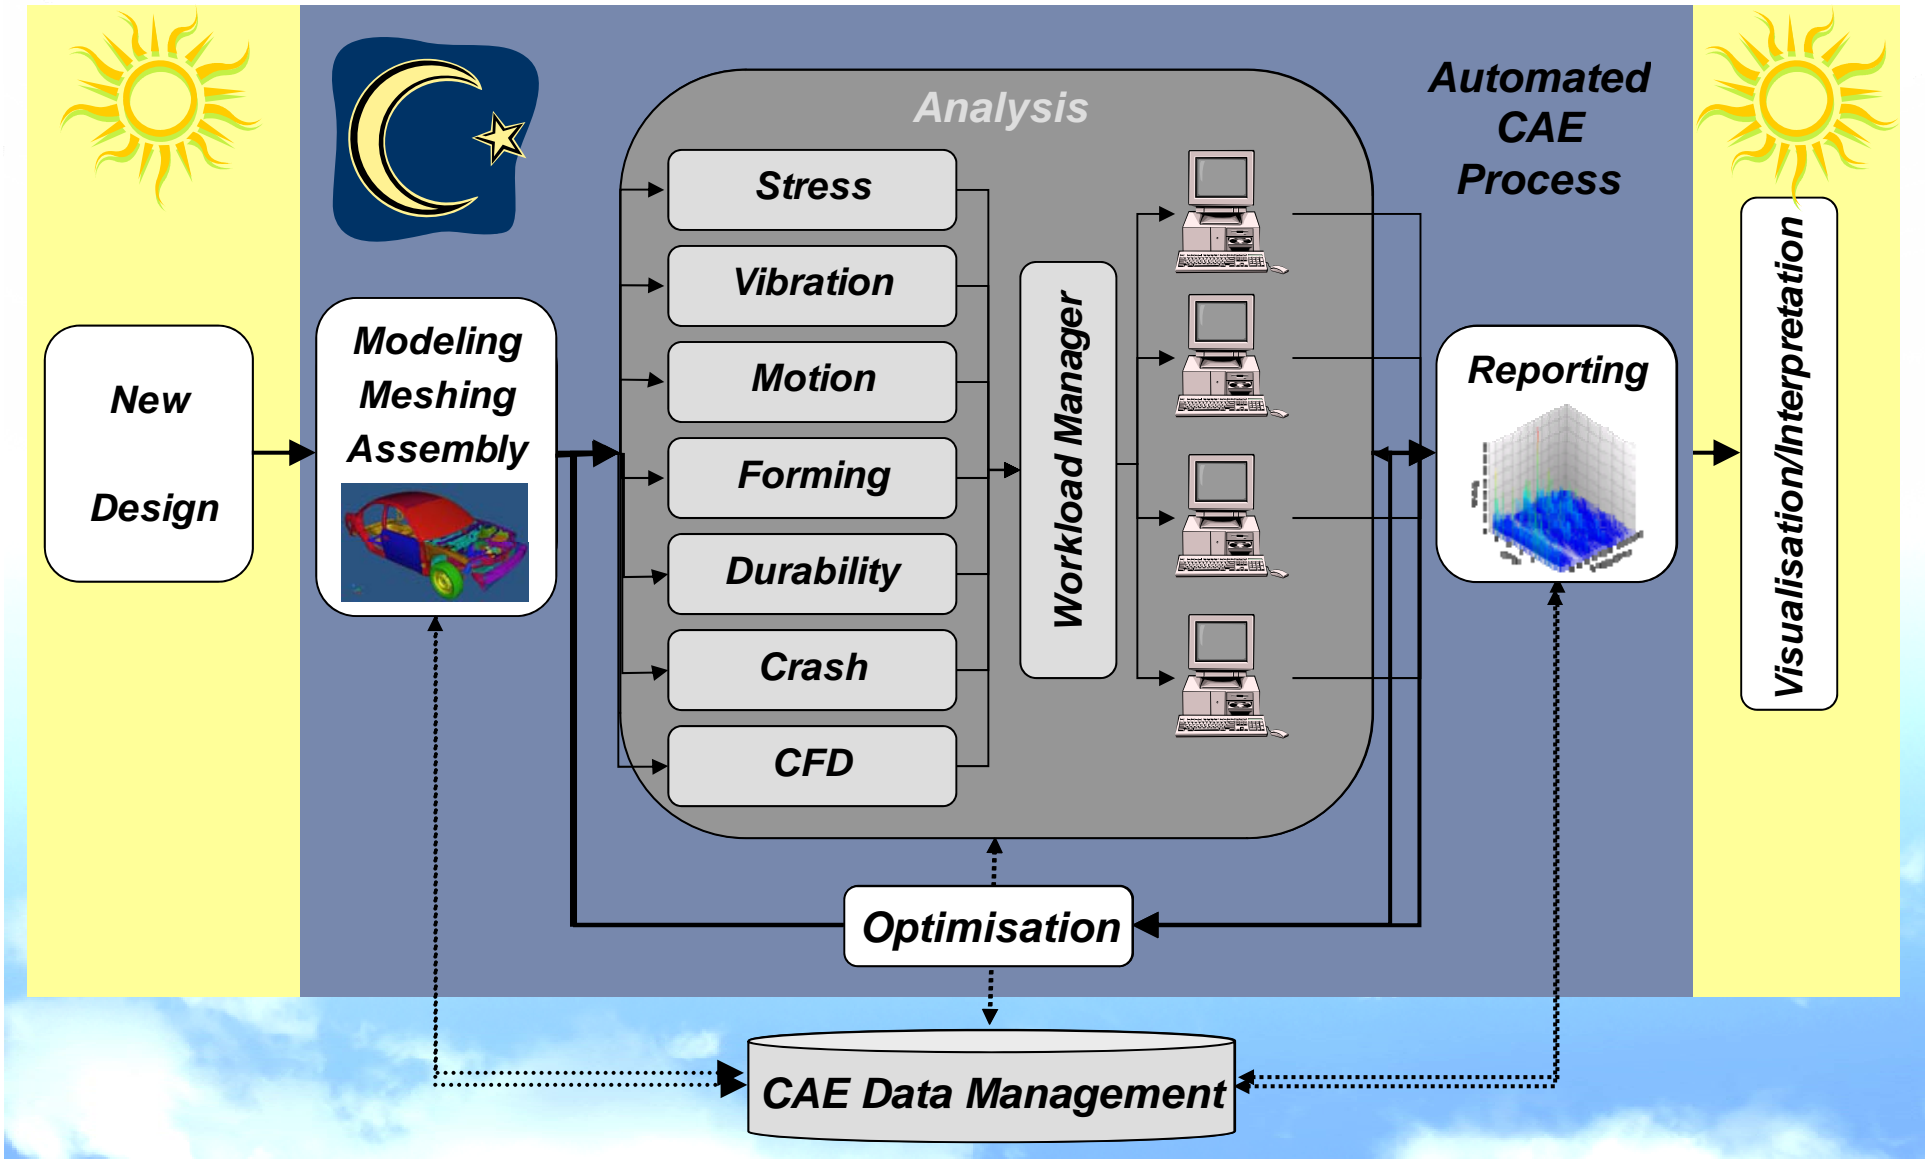 New
Design
Modeling
Meshing
Assembly
Analysis
Stress
Vibration
Motion
Forming
Durability
Crash
CFD
Workload Manager
Automated
CAE
Process
Reporting
Visualisation/Interpretation
Optimisation
CAE Data Management